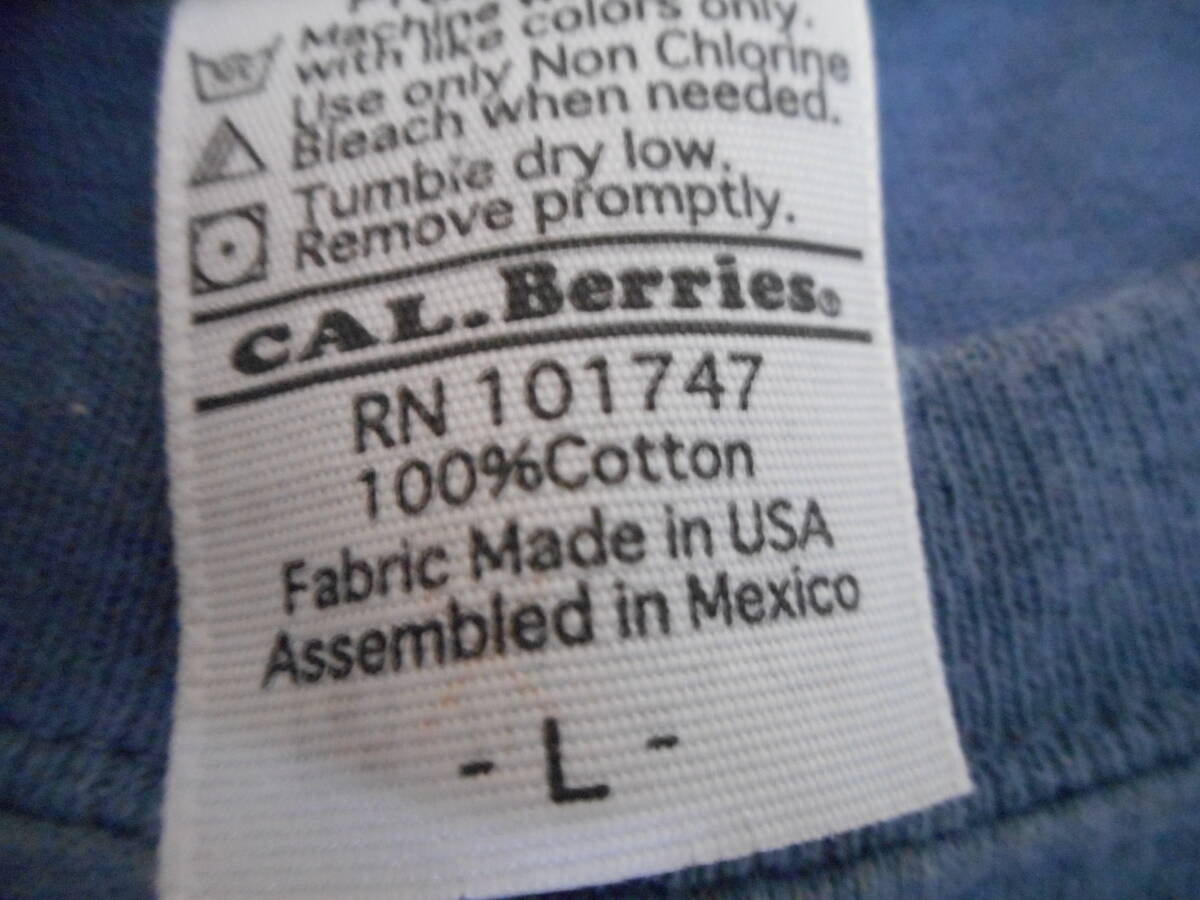 Machine
with like colors only.
Use only Non Chlorine
Bleach when needed.
Tumble dry low.
Remove promptly.
CAL.Berries®
RN 101747
100%Cotton
Fabric Made in USA
Assembled in Mexico
- L -